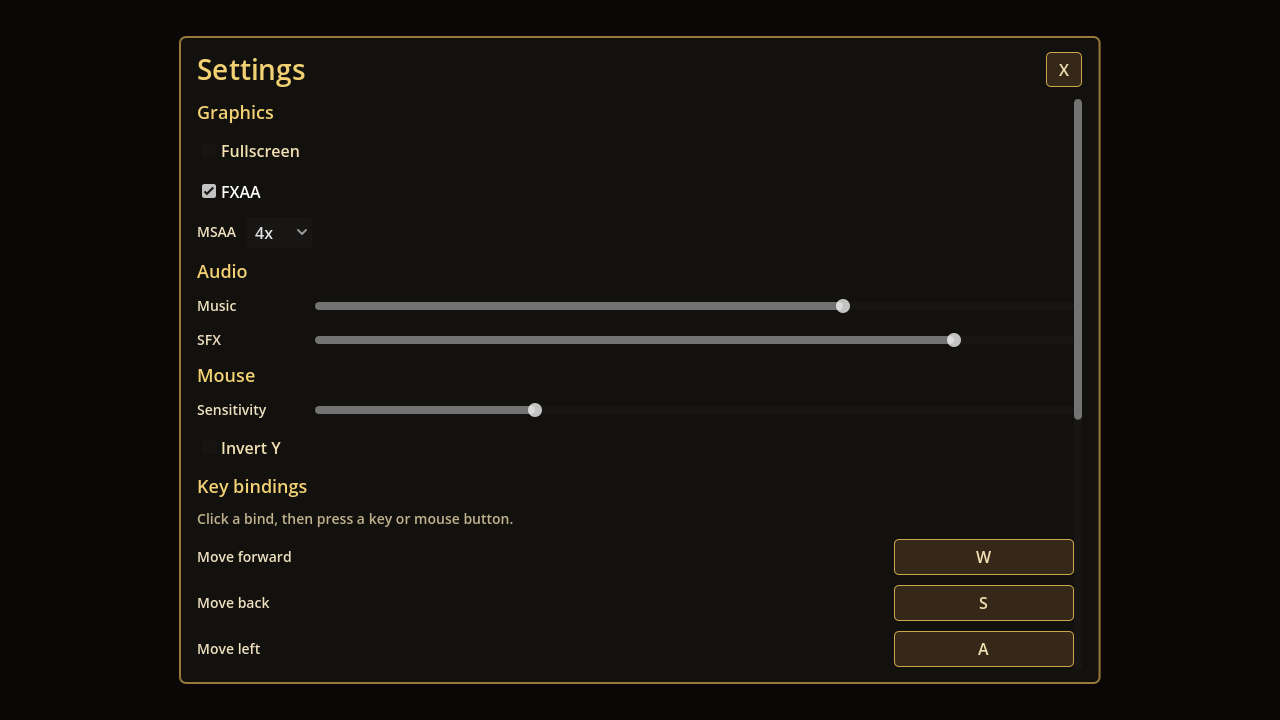 Settings
X
Graphics
Fullscreen
FXAA
MSAA 4x
Audio
Music
SFX
Mouse
Sensitivity
Invert Y
Key bindings
Click a bind, then press a key or mouse button.
Move forward W
Move back S
Move left A